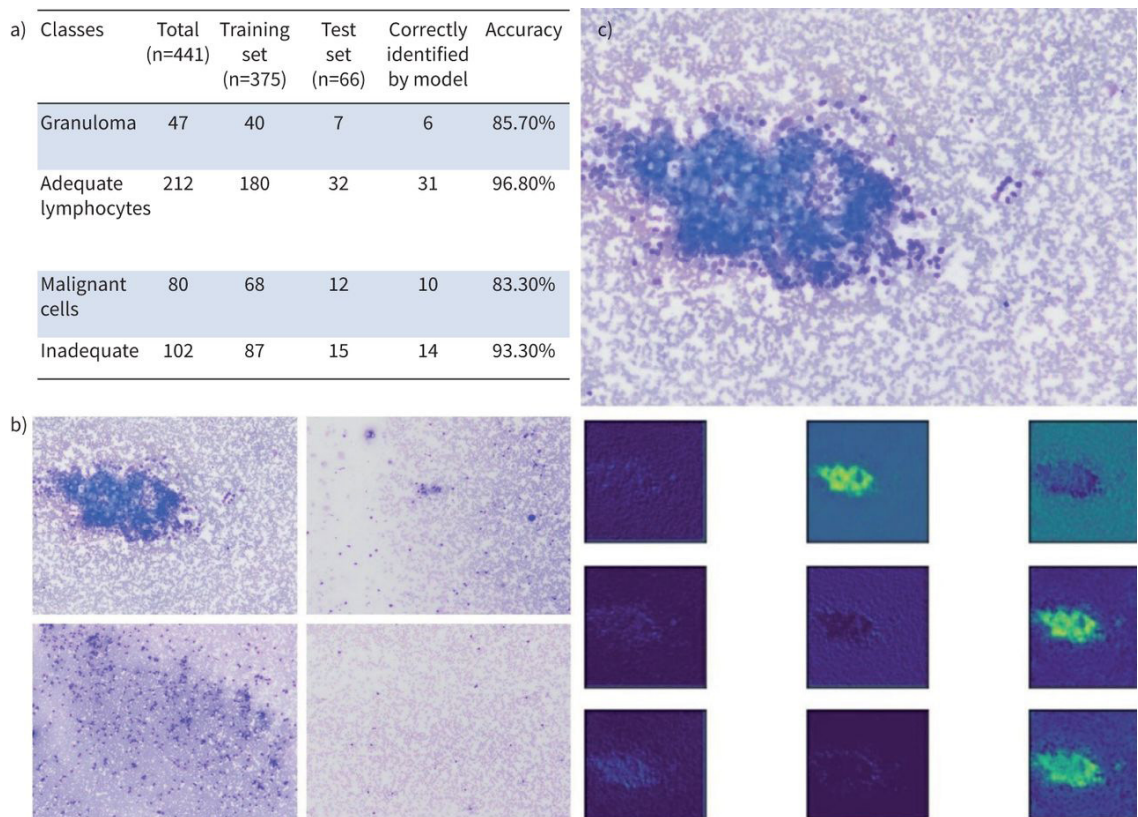 a)
Classes Total Training Test Correctly Accuracy
(n=441) set set identified
(n=375) (n=66) by model
Granuloma 47 40 7 6 85.70%
Adequate 212 180 32 31 96.80%
lymphocytes
Malignant 80 68 12 10 83.30%
cells
Inadequate 102 87 15 14 93.30%
b)
c)